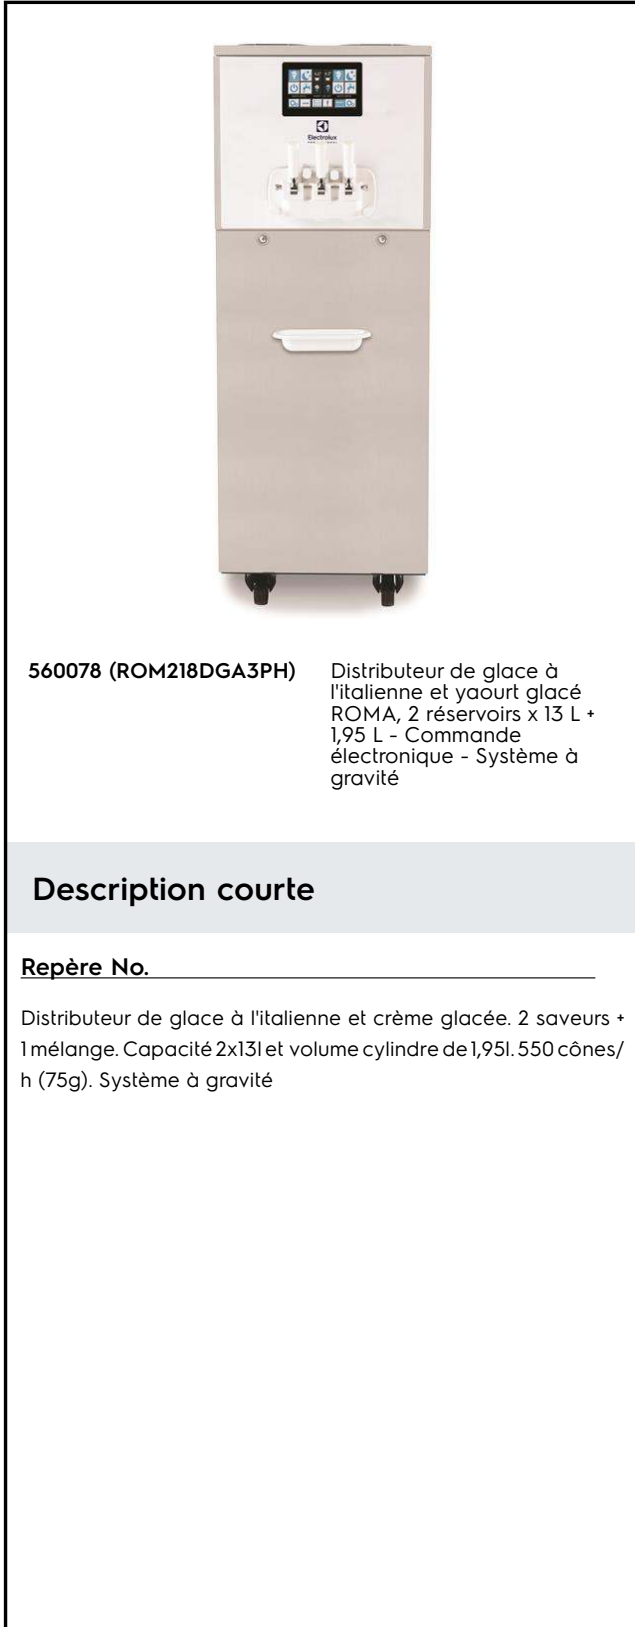 Electrolux
560078 (ROM218DGA3PH)
Distributeur de glace à
l'italienne et yaourt glacé
ROMA, 2 réservoirs x 13 L +
1,95 L - Commande
électronique - Système à
gravité
Description courte
Repère No.
Distributeur de glace à l'italienne et crème glacée. 2 saveurs +
1 mélange. Capacité 2x13l et volume cylindre de 1,95l. 550 cônes/
h (75g). Système à gravité